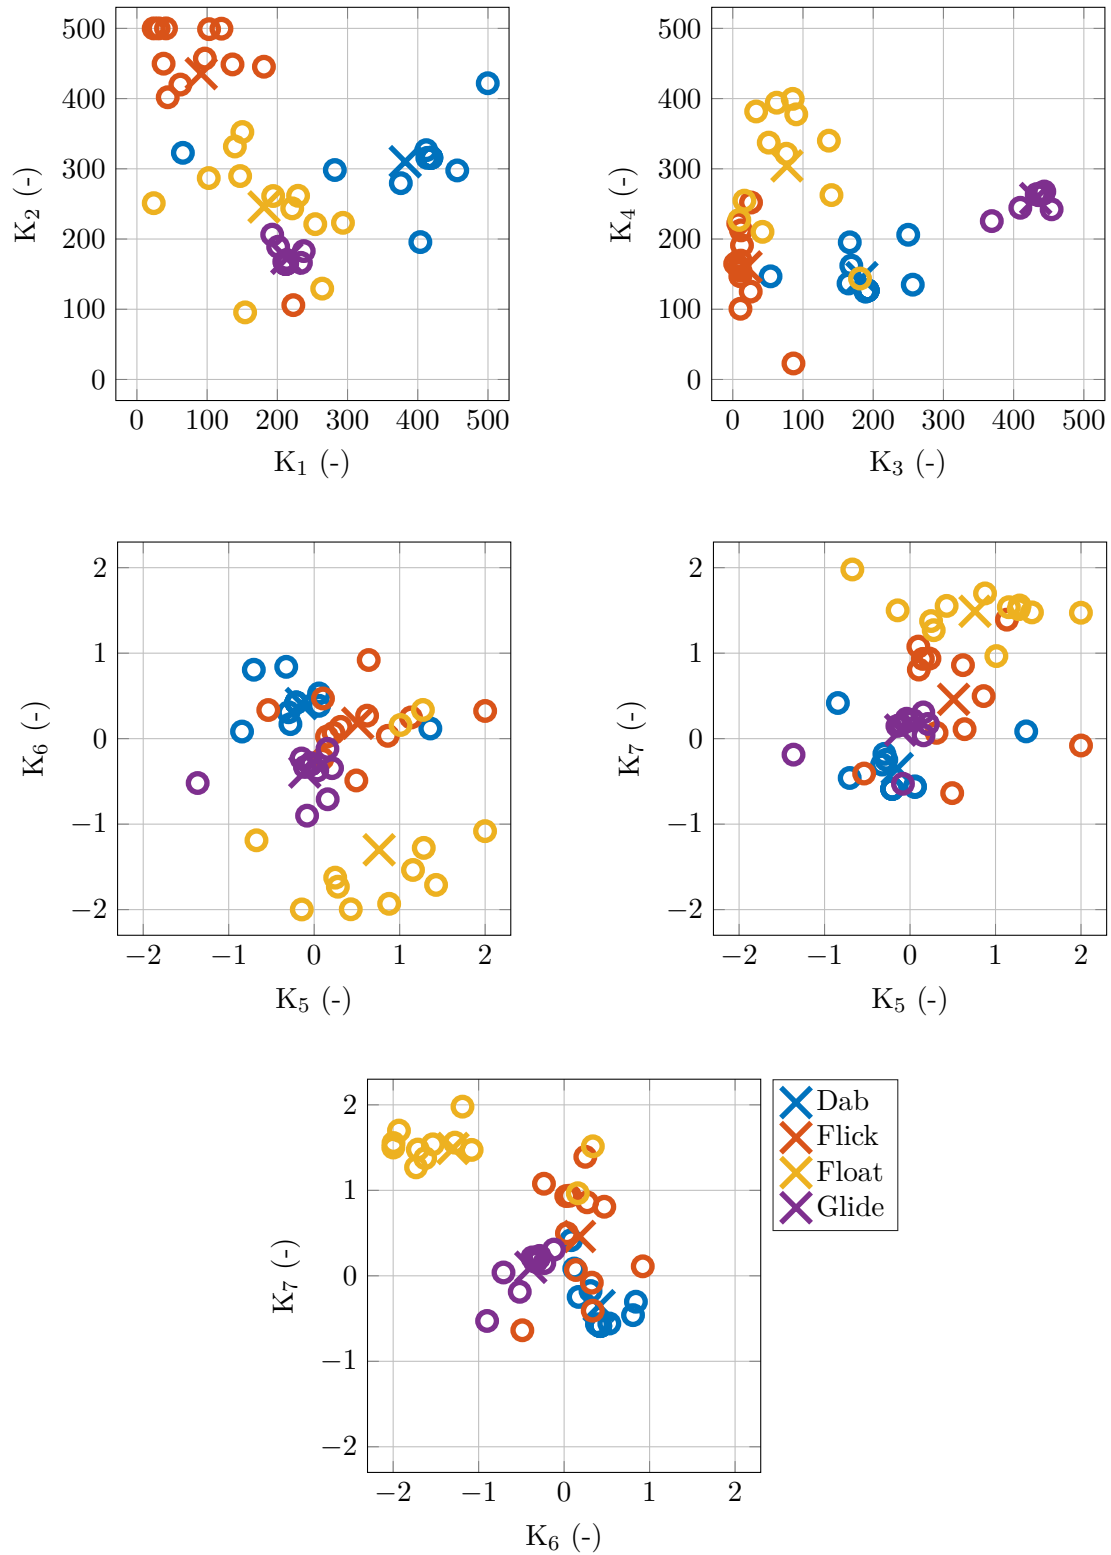 500
400
300
200
100
0
K2 (-)
0 100 200 300 400 500
K1 (-)
500
400
300
200
100
0
K4 (-)
0 100 200 300 400 500
K3 (-)
2
1
0
−1
−2
K6 (-)
−2 −1 0 1 2
K5 (-)
2
1
0
−1
−2
K7 (-)
−2 −1 0 1 2
K5 (-)
2
1
0
−1
−2
K7 (-)
−2 −1 0 1 2
K6 (-)
Dab
Flick
Float
Glide